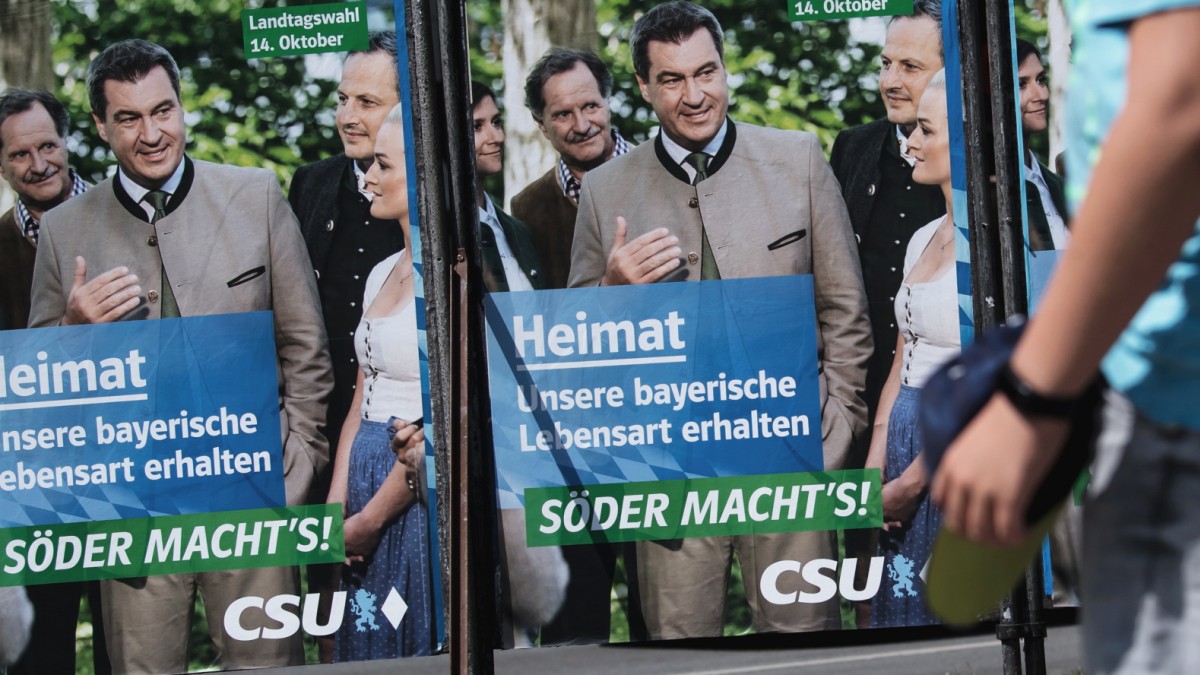 Landtagswahl
14. Oktober
eimat
nsere bayerische
ebensart erhalten
SÖDER MACHT'S!
CSU
14. Oktober
Heimat
Unsere bayerische
Lebensart erhalten
SÖDER MACHT'S!
CSU